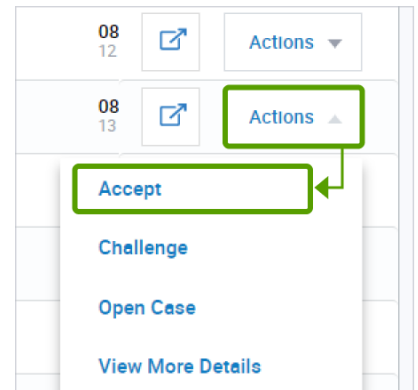 08
12
Actions
08
13
Actions
Accept
Challenge
Open Case
View More Details